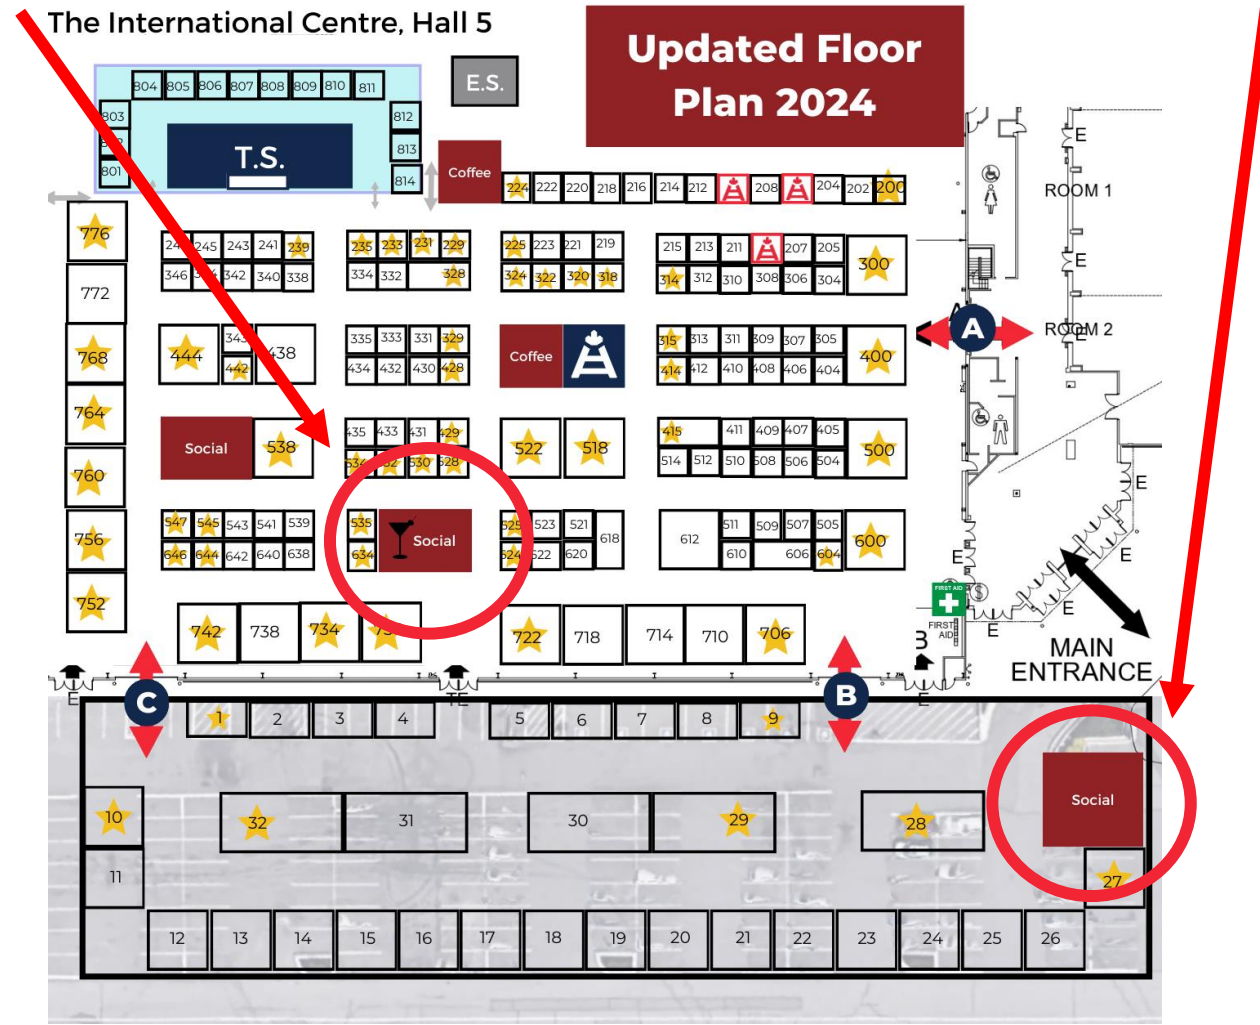 The International Centre, Hall 5
Updated Floor
Plan 2024
E.S.
804 805 806 807 808 809 810 811
803 812
T.S.
813
801 814
Coffee
224 222 220 218 216 214 212 208 204 202 200
ROOM 1
E
776
245 243 241 239 235 233 231 229 225 223 221 219 215 213 211 207 205
300
346 342 340 338 334 332 328 324 322 320 318 314 312 310 308 306 304
E
772
A
ROOM 2
E
768
444 438
442
335 333 331 329
434 432 430 428
Coffee
315 313 311 309 307 305
414 412 410 408 406 404
400
764
Social
538
435 433 431 429
534 530 528
522 518
415 411 409 407 405
514 512 510 508 506 504
500
760
E
756
547 545 543 541 539
646 644 642 640 638
535
634
Social
525 523 521
624 622 620
618
612
511 509 507 505
610 606 604
600
E
E
752
FIRST AID
FIRST
AID
E
E
742 738 734 722 718 714 710 706
MAIN
ENTRANCE
B
E
C
TE
B
E
1 2 3 4 5 6 7 8 9
Social
10 32 31 30 29 28
11 27
12 13 14 15 16 17 18 19 20 21 22 23 24 25 26